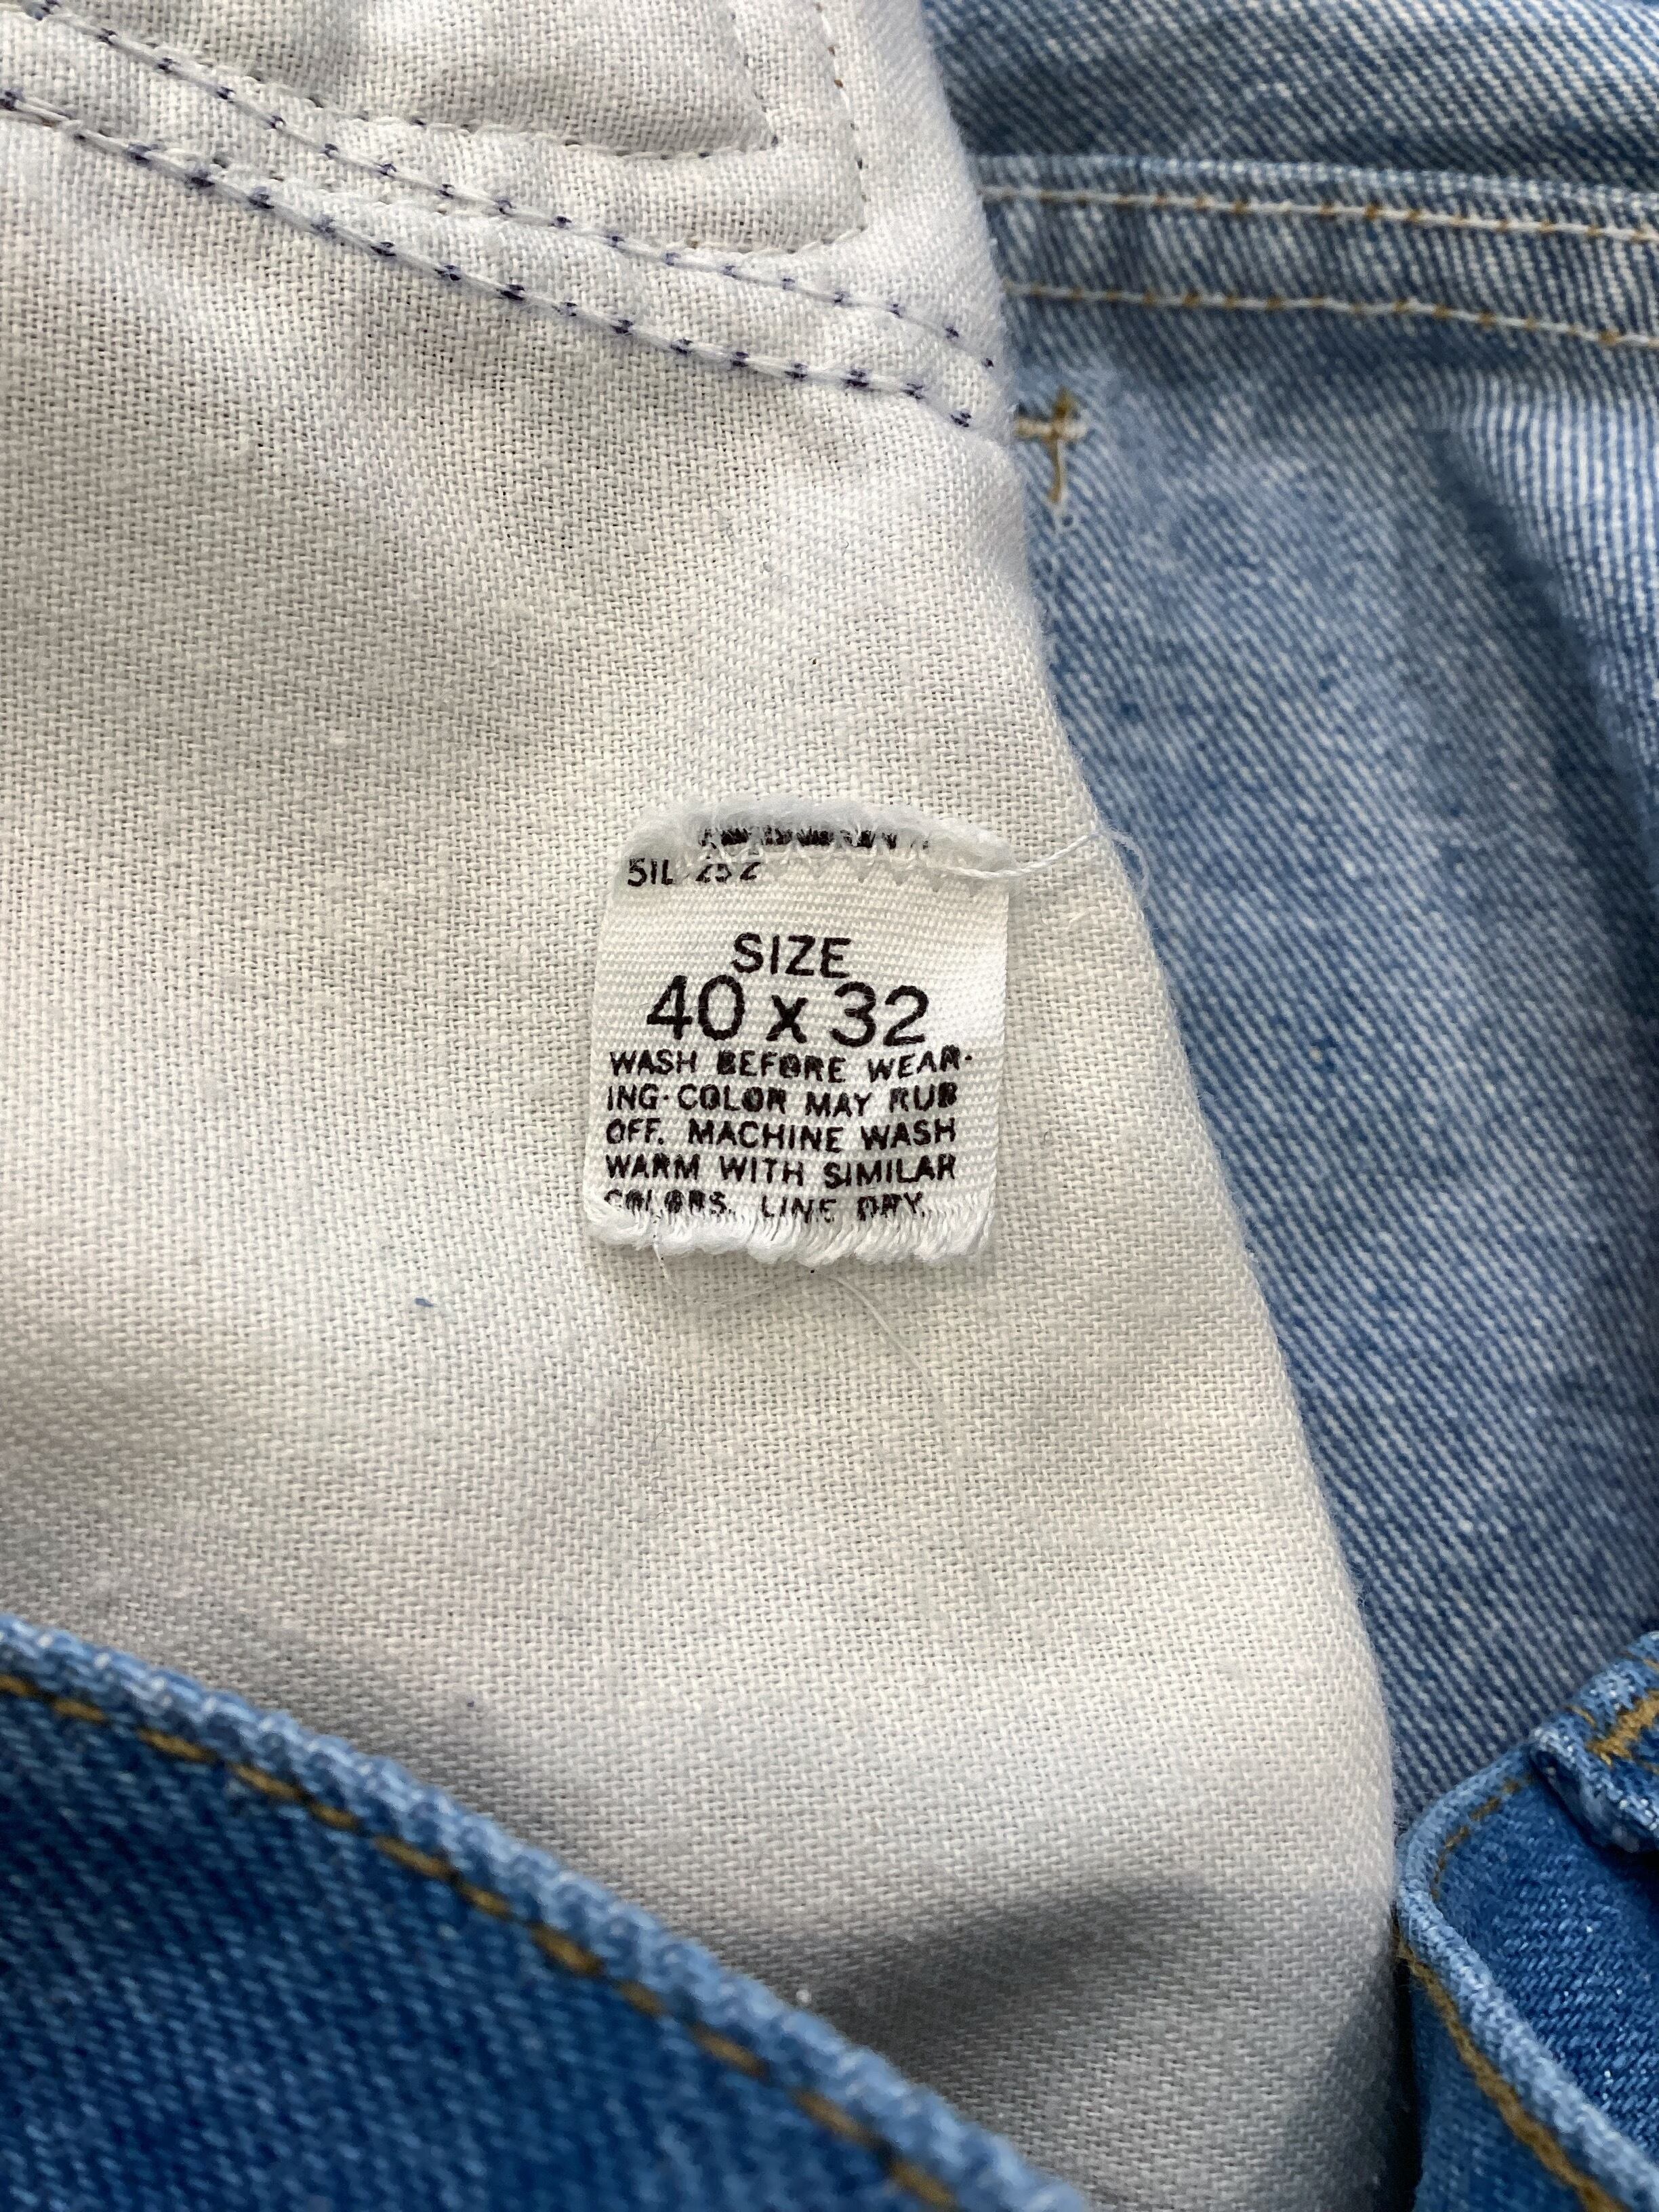 SIZE
40 x 32
WASH BEFORE WEAR-
ING-COLOR MAY RUB
OFF. MACHINE WASH
WARM WITH SIMILAR
COLORS. LINE DRY.